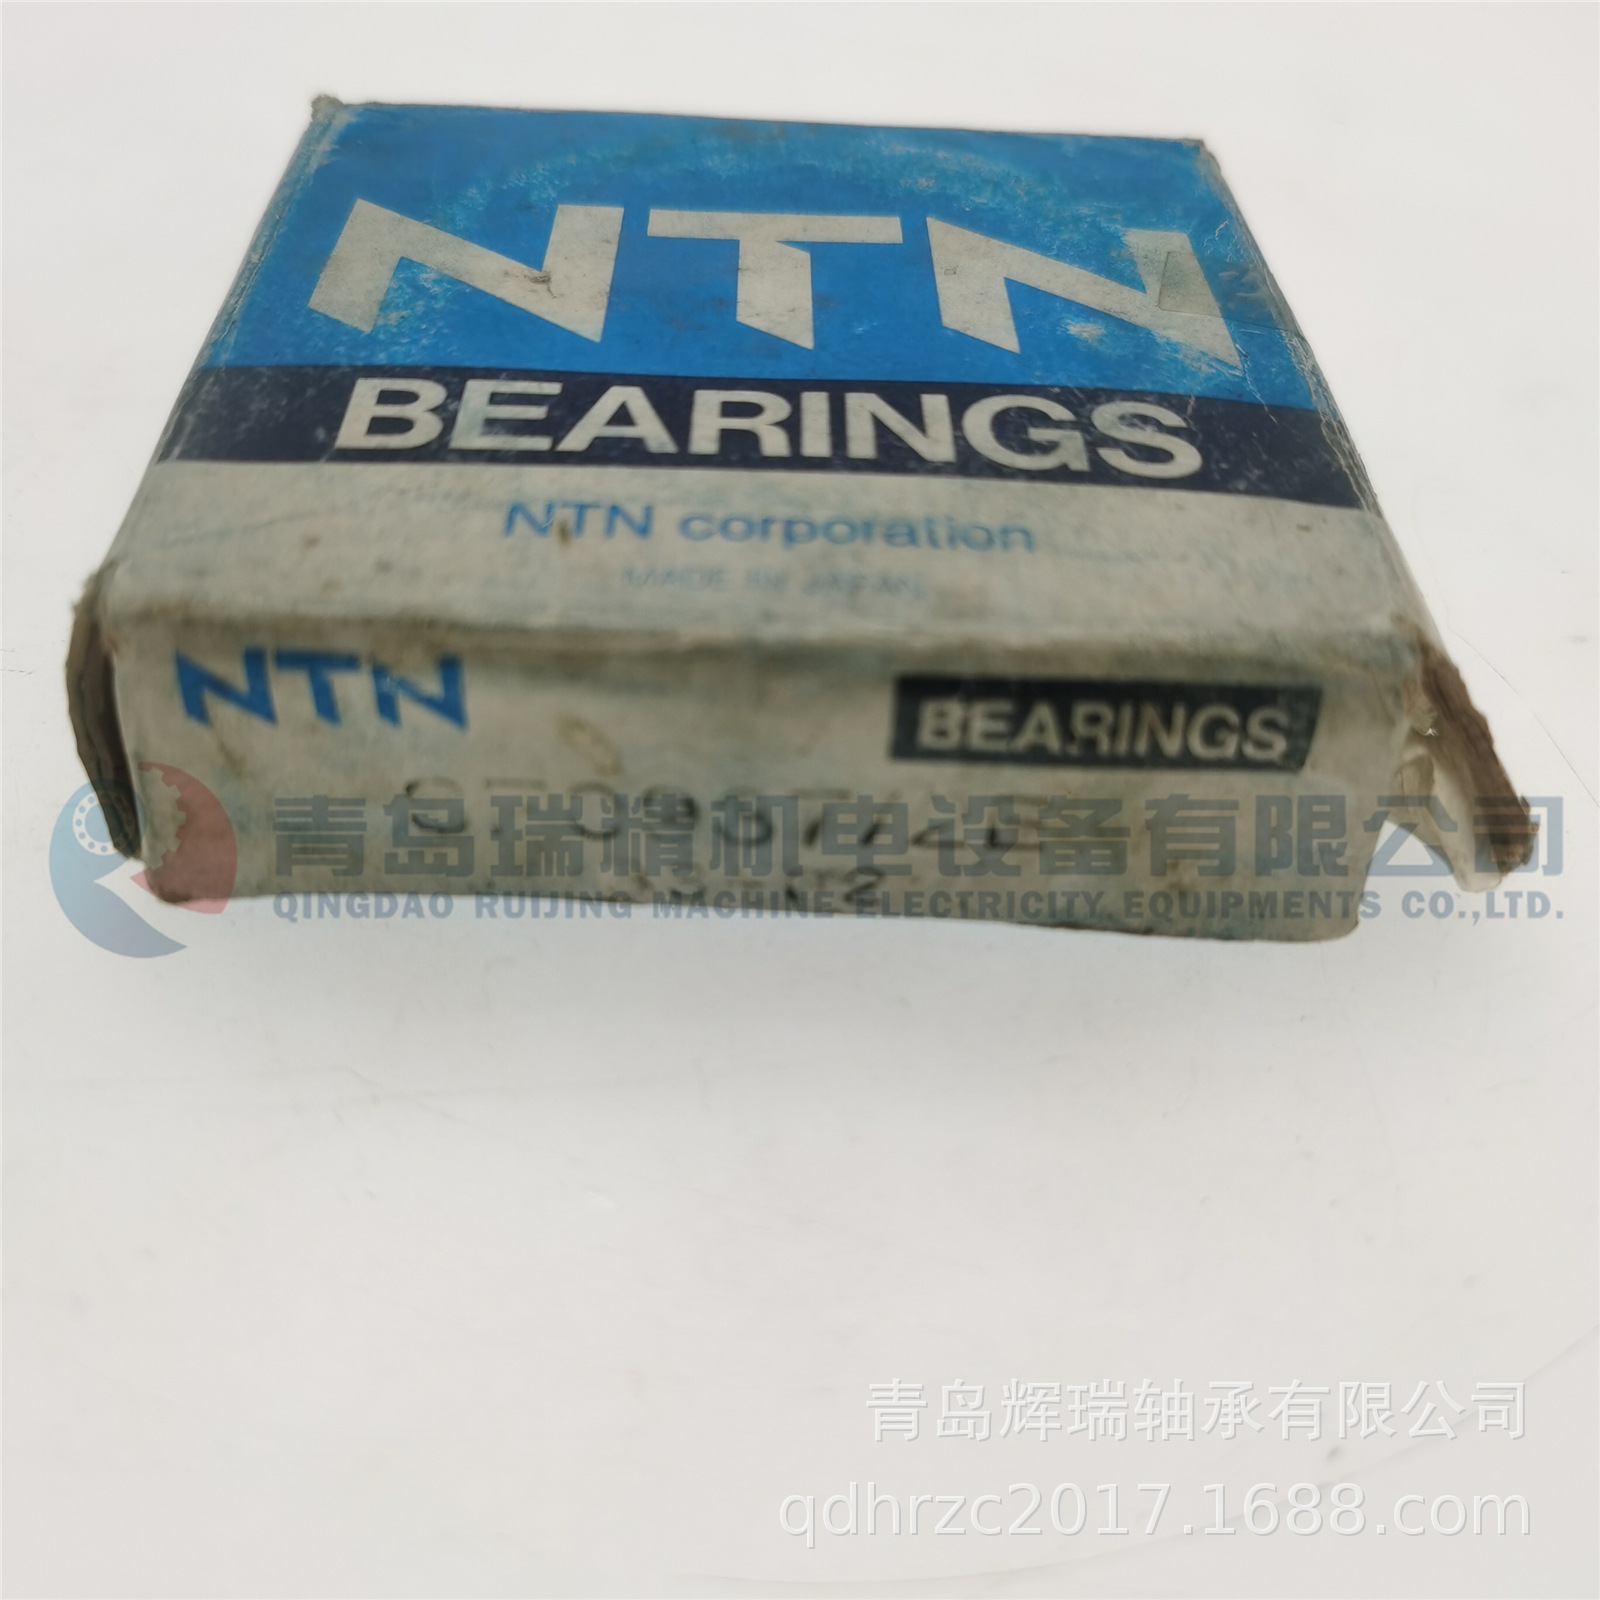 NTN
BEARINGS
NTN corporation
MADE IN JAPAN
NTN
BEARINGS
青岛瑞精机电设备有限公司
QINGDAO RUIJING MACHINE ELECTRICITY EQUIPMENTS CO.,LTD.
青岛辉瑞轴承有限公司
qdhrzc2017.1688.com